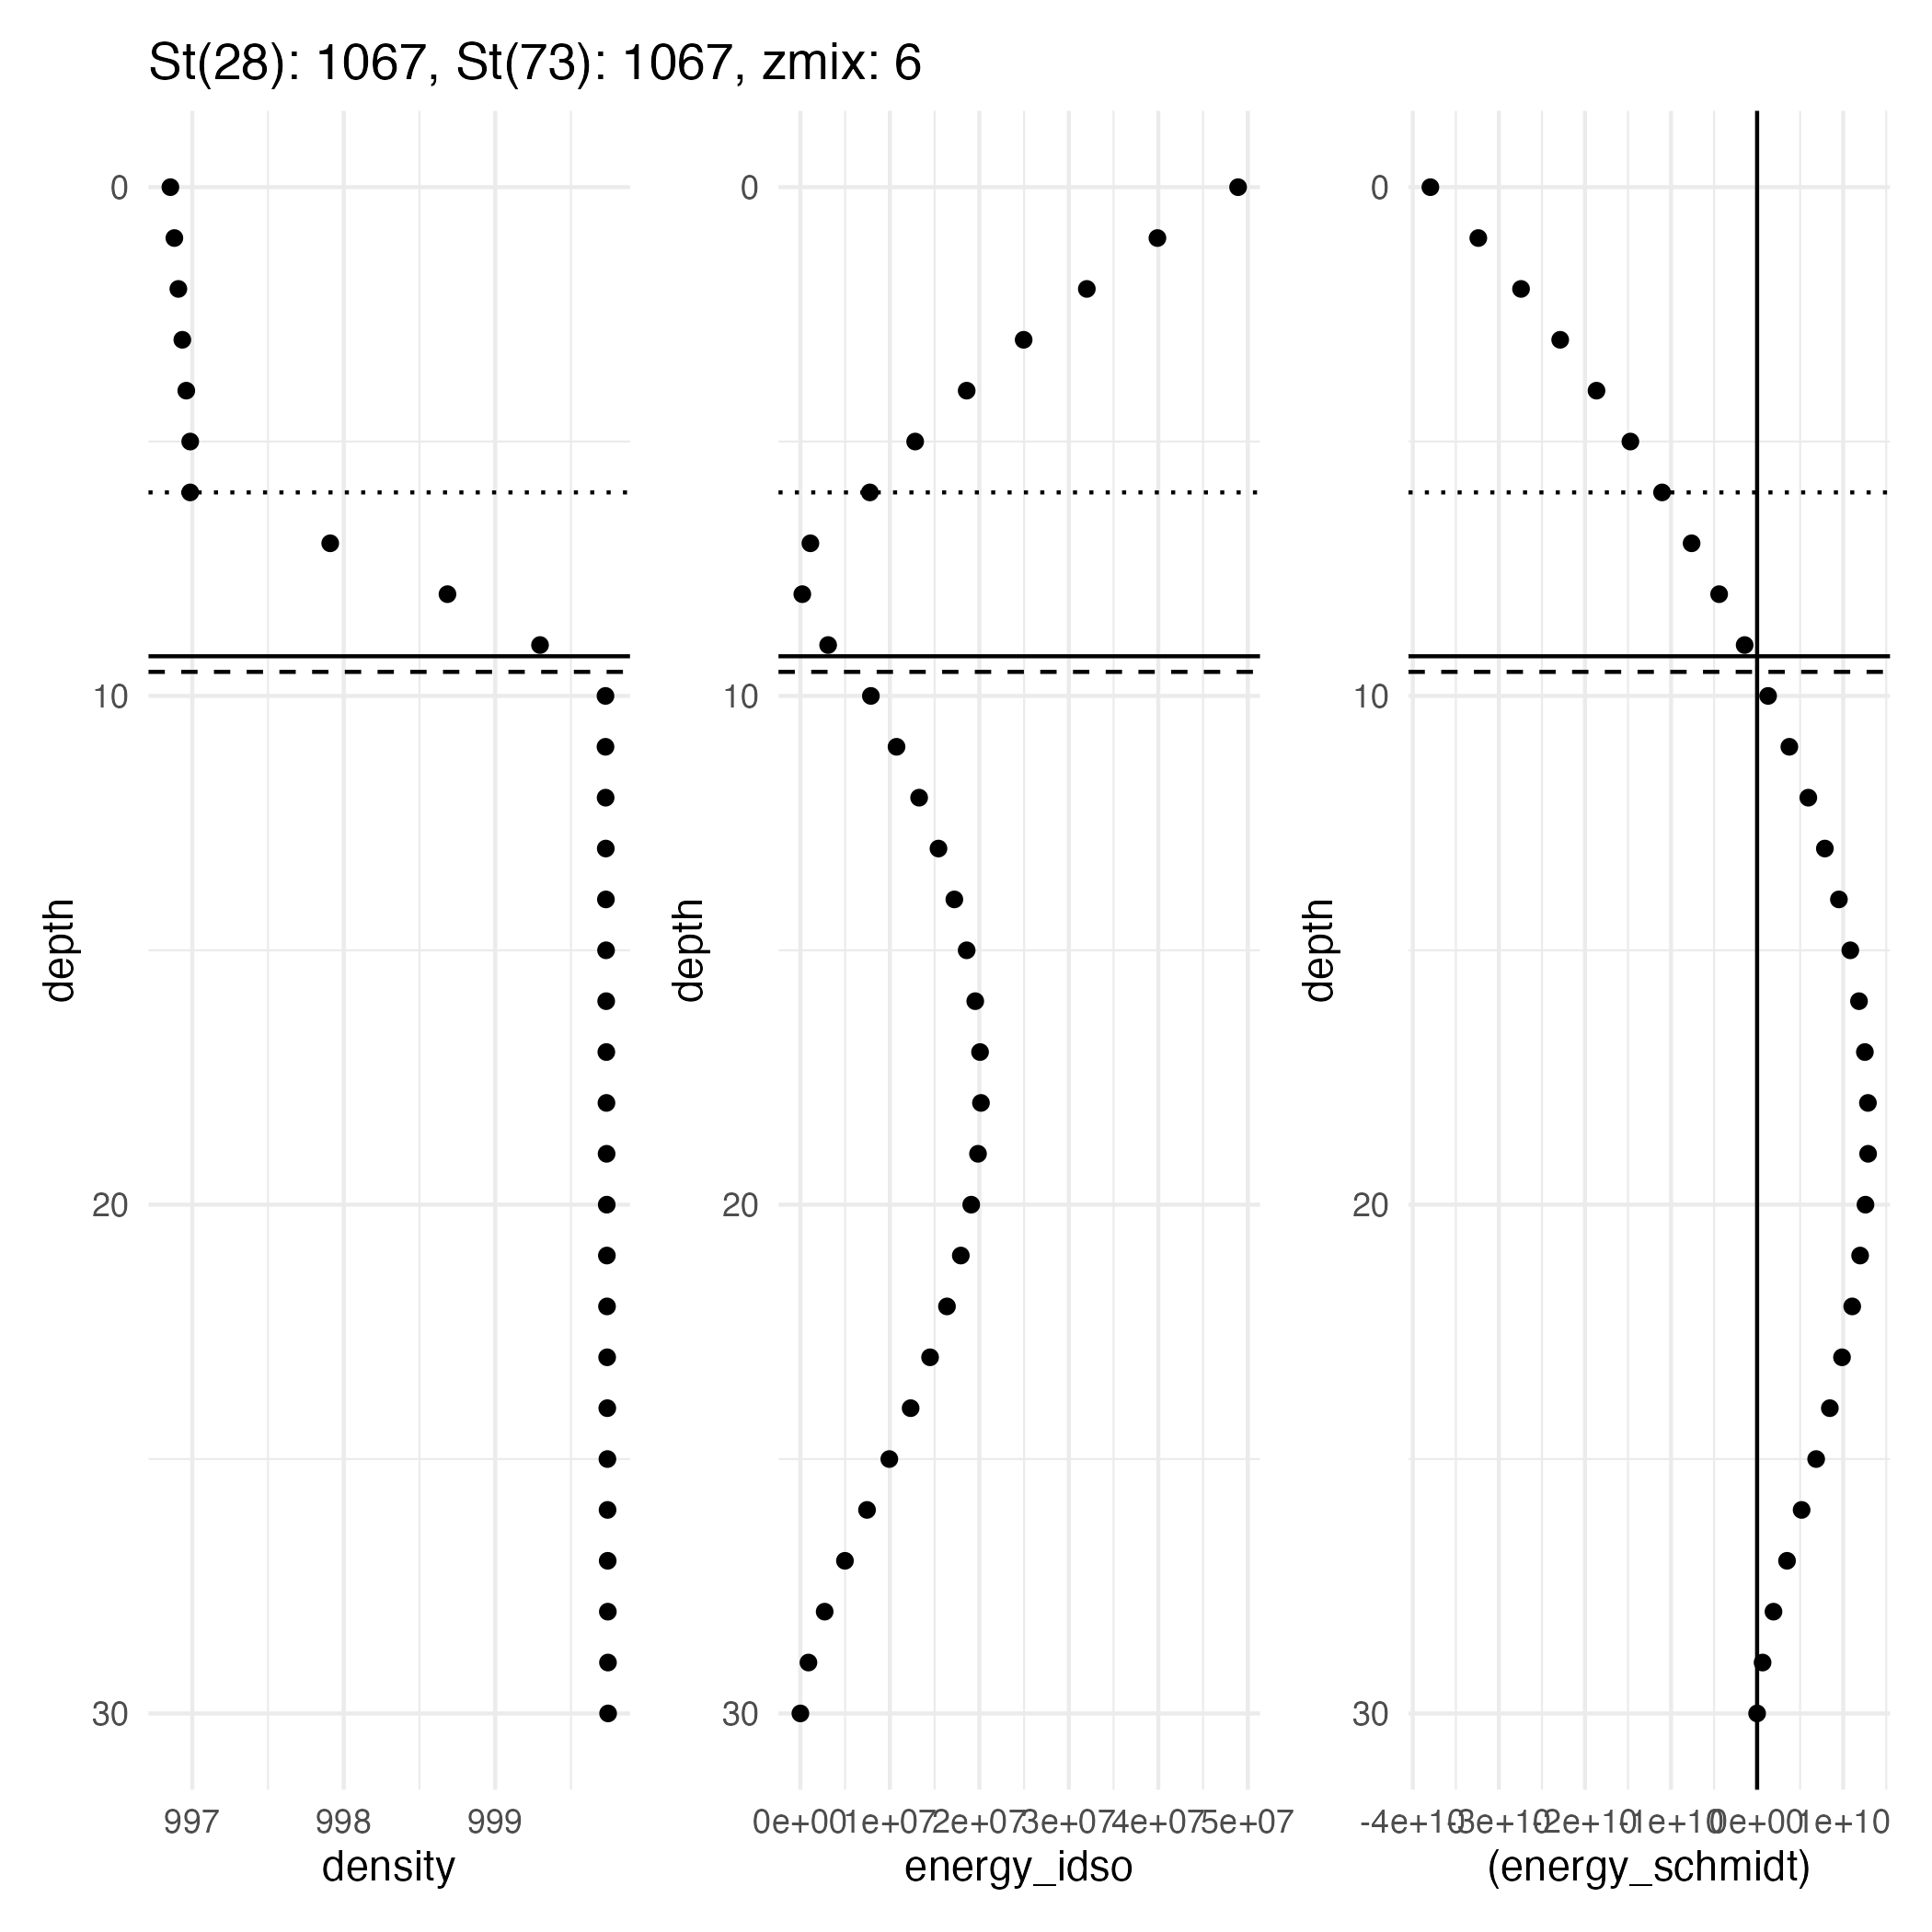 St(28): 1067, St(73): 1067, zmix: 6
0
10
20
30
depth
997 998 999
density
0
10
20
30
depth
0e+00 1e+07 2e+07 3e+07 4e+07 5e+07
energy_idso
0
10
20
30
depth
-4e+10 -3e+10 -2e+10 -1e+10 0e+00 1e+10
(energy_schmidt)